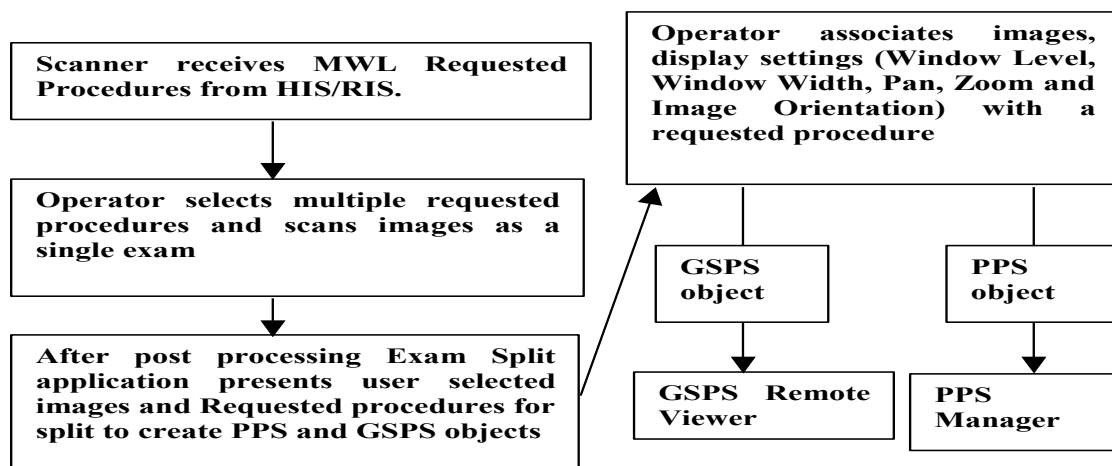 Scanner receives MWL Requested
Procedures from HIS/RIS.
Operator selects multiple requested
procedures and scans images as a
single exam
After post processing Exam Split
application presents user selected
images and Requested procedures for
split to create PPS and GSPS objects
Operator associates images,
display settings (Window Level,
Window Width, Pan, Zoom and
Image Orientation) with a
requested procedure
GSPS
object
PPS
object
GSPS Remote
Viewer
PPS
Manager